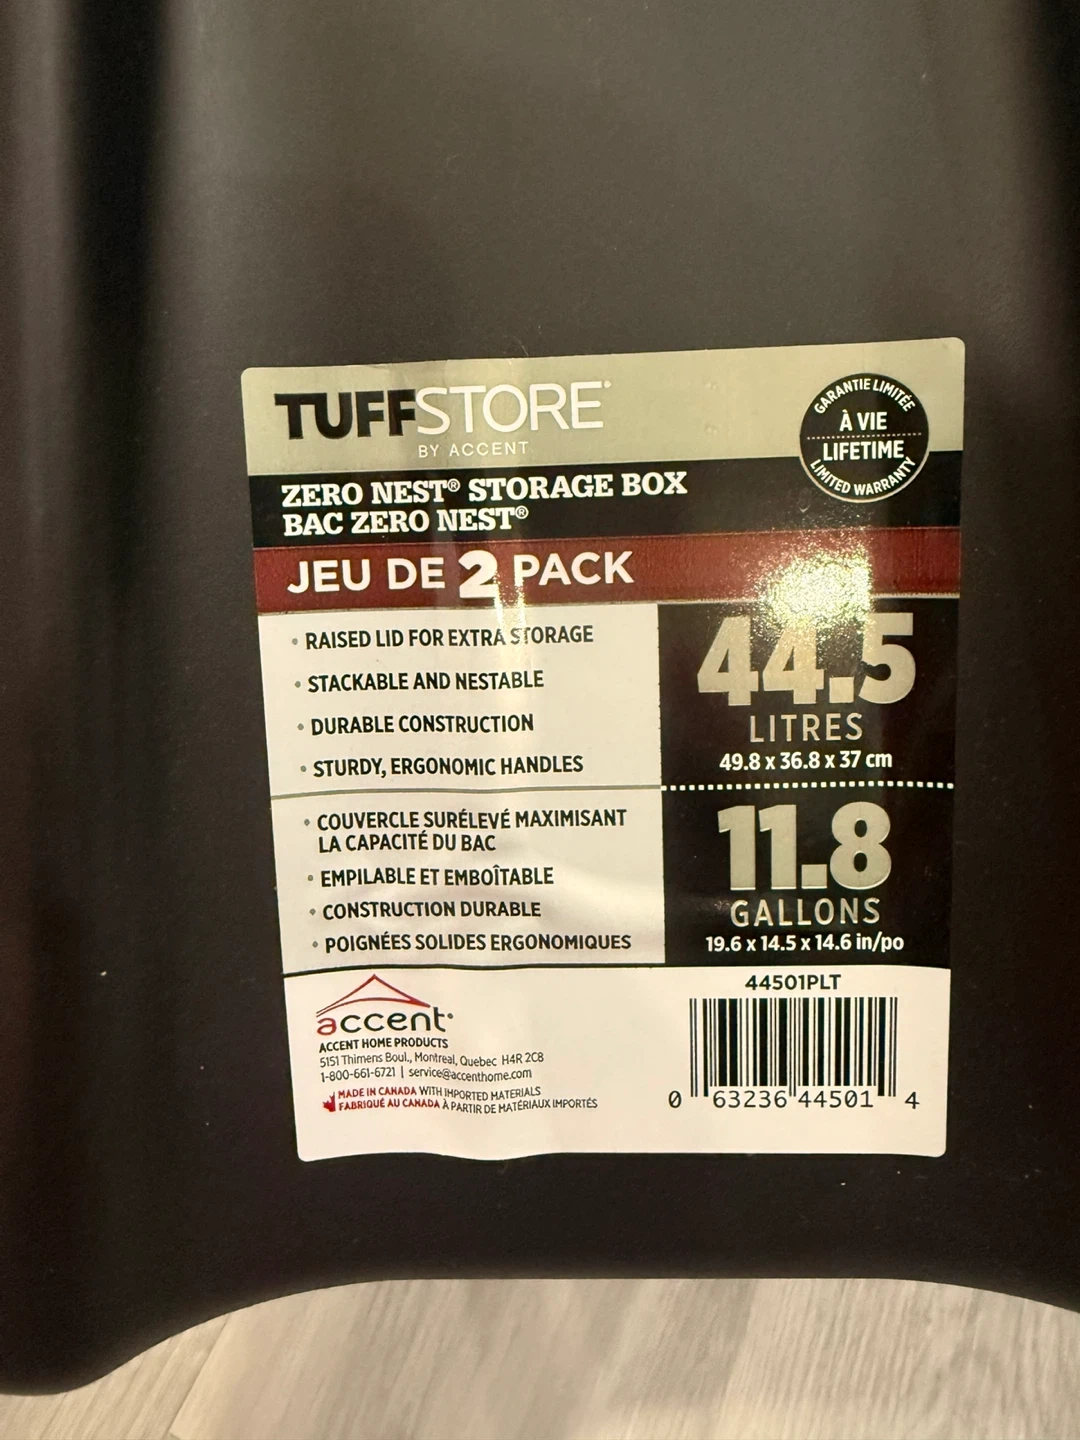 TUFFSTORE®
BY ACCENT
GARANTIE LIMITÉE
À VIE
LIFETIME
LIMITED WARRANTY
ZERO NEST® STORAGE BOX
BAC ZERO NEST®
JEU DE 2 PACK
• RAISED LID FOR EXTRA STORAGE
• STACKABLE AND NESTABLE
• DURABLE CONSTRUCTION
• STURDY, ERGONOMIC HANDLES
44.5
LITRES
49.8 x 36.8 x 37 cm
• COUVERCLE SURÉLEVÉ MAXIMISANT
LA CAPACITÉ DU BAC
• EMPILABLE ET EMBOÎTABLE
• CONSTRUCTION DURABLE
• POIGNÉES SOLIDES ERGONOMIQUES
11.8
GALLONS
19.6 x 14.5 x 14.6 in/po
accent
ACCENT HOME PRODUCTS
5151 Thimens Boul., Montreal, Quebec H4R 2C8
1-800-661-6721 | service@accenthome.com
MADE IN CANADA WITH IMPORTED MATERIALS
FABRIQUÉ AU CANADA À PARTIR DE MATÉRIAUX IMPORTÉS
44501PLT
0 63236 44501 4